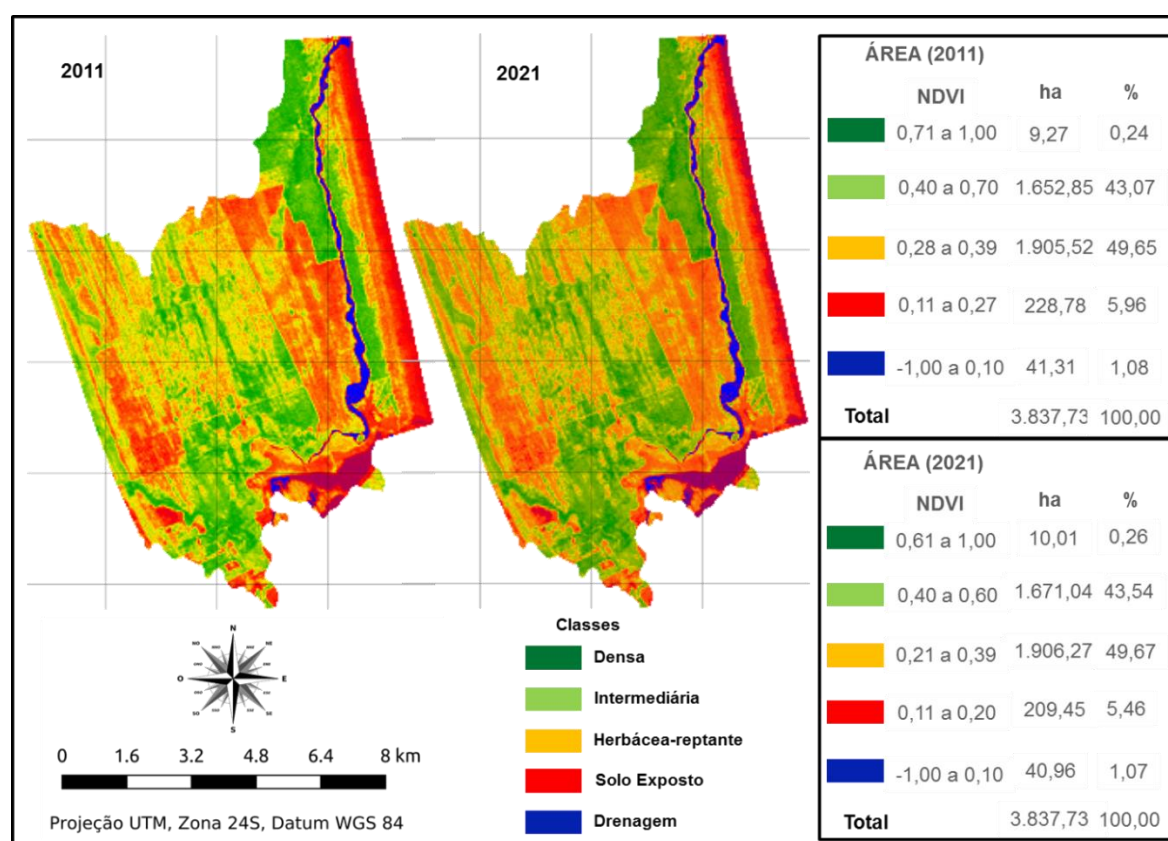 2011
2021
ÁREA (2011)
NDVI ha %
0,71 a 1,00 9,27 0,24
0,40 a 0,70 1.652,85 43,07
0,28 a 0,39 1.905,52 49,65
0,11 a 0,27 228,78 5,96
-1,00 a 0,10 41,31 1,08
Total 3.837,73 100,00
ÁREA (2021)
NDVI ha %
0,61 a 1,00 10,01 0,26
0,40 a 0,60 1.671,04 43,54
0,21 a 0,39 1.906,27 49,67
0,11 a 0,20 209,45 5,46
-1,00 a 0,10 40,96 1,07
Total 3.837,73 100,00
N
NO NE
O E
SO SE
S
0 1.6 3.2 4.8 6.4 8 km
Projeção UTM, Zona 24S, Datum WGS 84
Classes
Densa
Intermediária
Herbácea-reptante
Solo Exposto
Drenagem